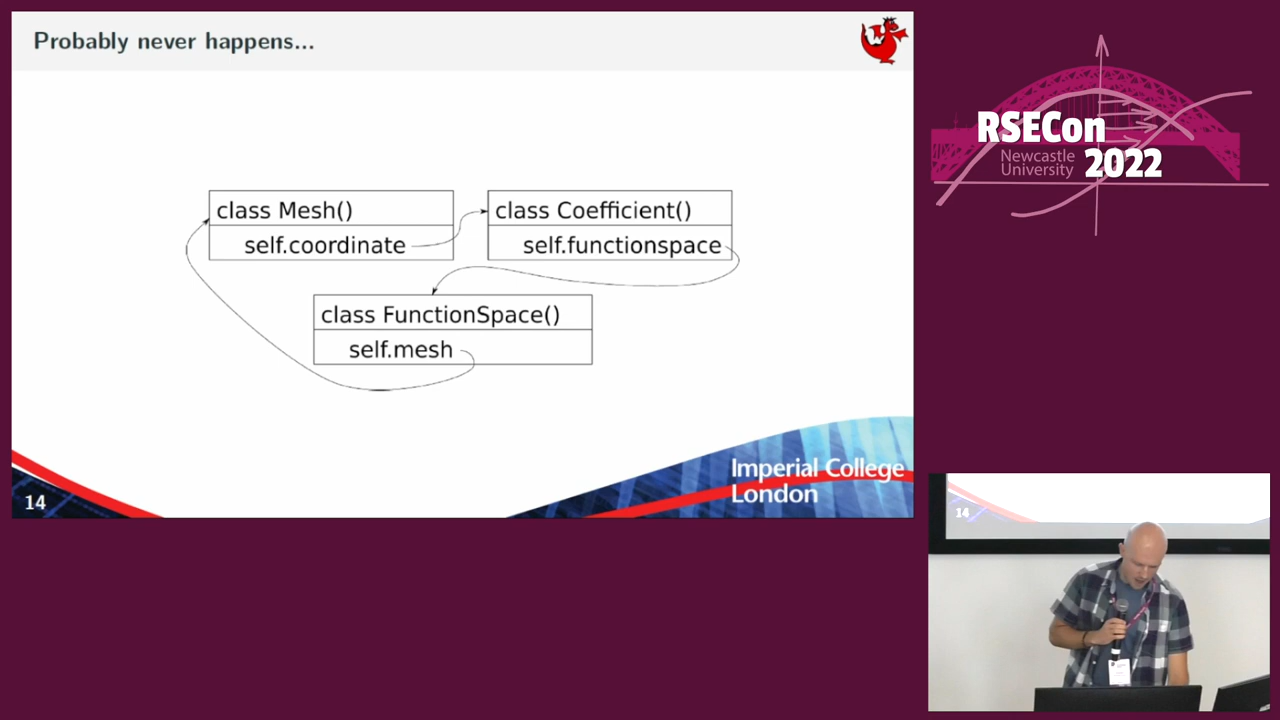 Probably never happens...
class Mesh()
self.coordinate
class Coefficient()
self.functionspace
class FunctionSpace()
self.mesh
Imperial College
London
14
RSECon
Newcastle
University
2022
14